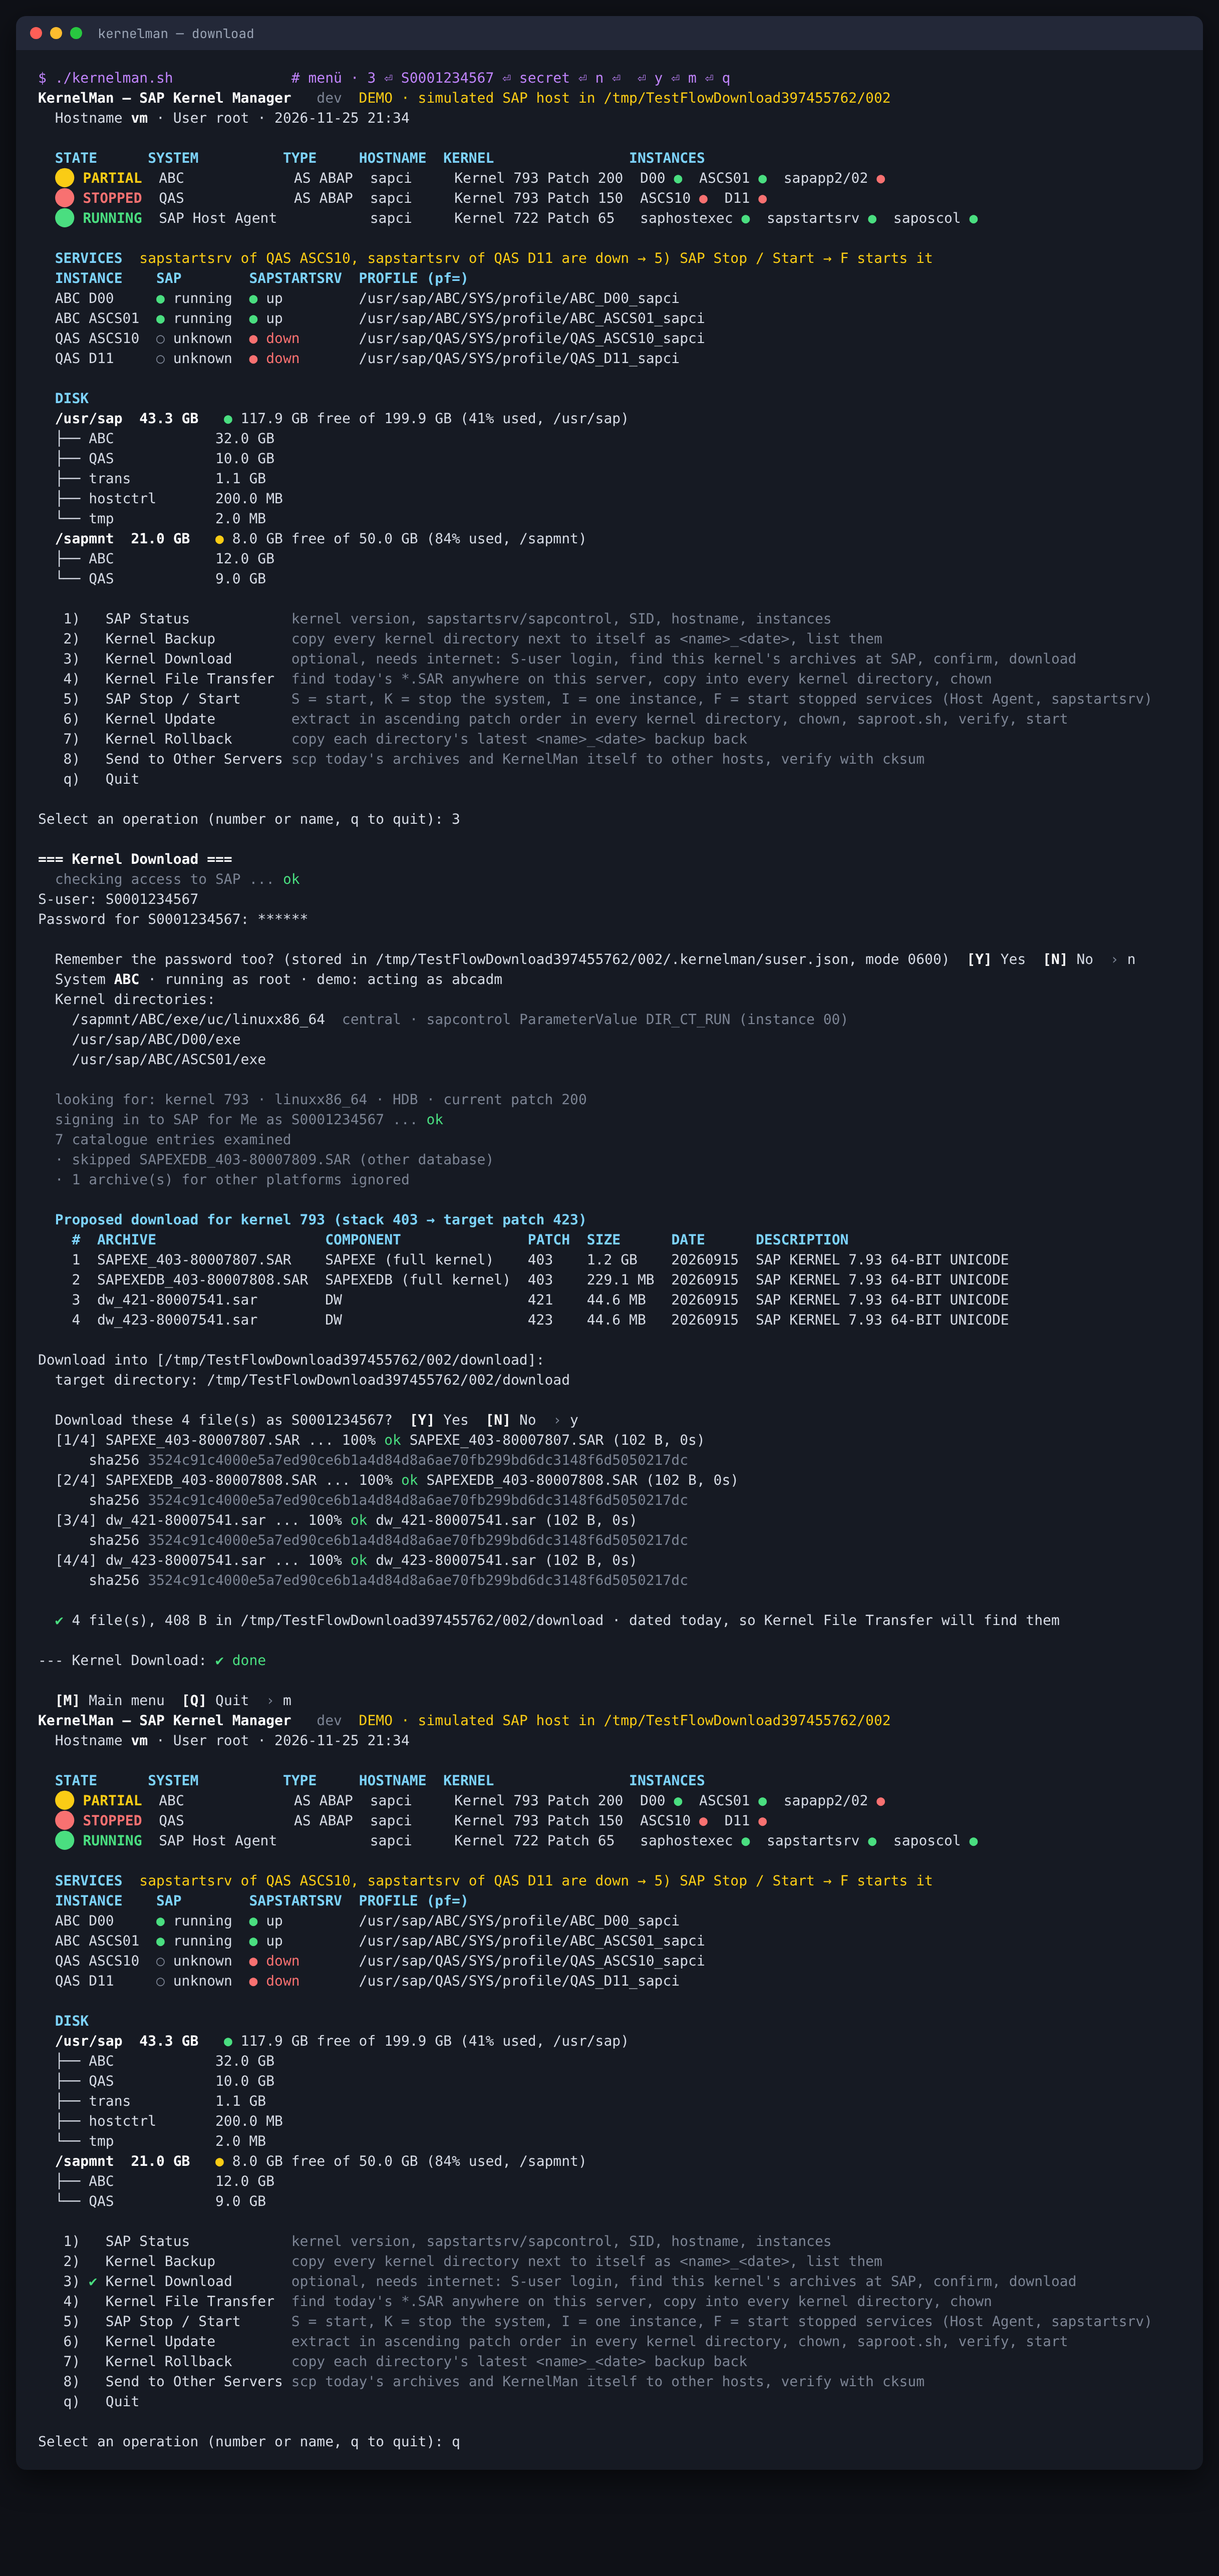 kernelman — download
$ ./kernelman.sh              # menü · 3 ⏎ S0001234567 ⏎ secret ⏎ n ⏎  ⏎ y ⏎ m ⏎ q
KernelMan — SAP Kernel Manager   dev  DEMO · simulated SAP host in /tmp/TestFlowDownload397455762/002
  Hostname vm · User root · 2026-11-25 21:34

  STATE      SYSTEM          TYPE     HOSTNAME  KERNEL                INSTANCES
  ● PARTIAL  ABC             AS ABAP  sapci     Kernel 793 Patch 200  D00 ●  ASCS01 ●  sapapp2/02 ●
  ● STOPPED  QAS             AS ABAP  sapci     Kernel 793 Patch 150  ASCS10 ●  D11 ●
  ● RUNNING  SAP Host Agent           sapci     Kernel 722 Patch 65   saphostexec ●  sapstartsrv ●  saposcol ●

  SERVICES  sapstartsrv of QAS ASCS10, sapstartsrv of QAS D11 are down → 5) SAP Stop / Start → F starts it
  INSTANCE    SAP        SAPSTARTSRV  PROFILE (pf=)
  ABC D00     ● running  ● up         /usr/sap/ABC/SYS/profile/ABC_D00_sapci
  ABC ASCS01  ● running  ● up         /usr/sap/ABC/SYS/profile/ABC_ASCS01_sapci
  QAS ASCS10  ○ unknown  ● down       /usr/sap/QAS/SYS/profile/QAS_ASCS10_sapci
  QAS D11     ○ unknown  ● down       /usr/sap/QAS/SYS/profile/QAS_D11_sapci

  DISK
  /usr/sap  43.3 GB   ● 117.9 GB free of 199.9 GB (41% used, /usr/sap)
  ├── ABC            32.0 GB
  ├── QAS            10.0 GB
  ├── trans          1.1 GB
  ├── hostctrl       200.0 MB
  └── tmp            2.0 MB
  /sapmnt  21.0 GB   ● 8.0 GB free of 50.0 GB (84% used, /sapmnt)
  ├── ABC            12.0 GB
  └── QAS            9.0 GB

   1)   SAP Status            kernel version, sapstartsrv/sapcontrol, SID, hostname, instances
   2)   Kernel Backup         copy every kernel directory next to itself as <name>_<date>, list them
   3)   Kernel Download       optional, needs internet: S-user login, find this kernel's archives at SAP, confirm, download
   4)   Kernel File Transfer  find today's *.SAR anywhere on this server, copy into every kernel directory, chown
   5)   SAP Stop / Start      S = start, K = stop the system, I = one instance, F = start stopped services (Host Agent, sapstartsrv)
   6)   Kernel Update         extract in ascending patch order in every kernel directory, chown, saproot.sh, verify, start
   7)   Kernel Rollback       copy each directory's latest <name>_<date> backup back
   8)   Send to Other Servers scp today's archives and KernelMan itself to other hosts, verify with cksum
   q)   Quit

Select an operation (number or name, q to quit): 3

=== Kernel Download ===
  checking access to SAP ... ok
S-user: S0001234567
Password for S0001234567: ******

  Remember the password too? (stored in /tmp/TestFlowDownload397455762/002/.kernelman/suser.json, mode 0600)  [Y] Yes  [N] No  › n
  System ABC · running as root · demo: acting as abcadm
  Kernel directories:
    /sapmnt/ABC/exe/uc/linuxx86_64  central · sapcontrol ParameterValue DIR_CT_RUN (instance 00)
    /usr/sap/ABC/D00/exe
    /usr/sap/ABC/ASCS01/exe

  looking for: kernel 793 · linuxx86_64 · HDB · current patch 200
  signing in to SAP for Me as S0001234567 ... ok
  7 catalogue entries examined
  · skipped SAPEXEDB_403-80007809.SAR (other database)
  · 1 archive(s) for other platforms ignored

  Proposed download for kernel 793 (stack 403 → target patch 423)
    #  ARCHIVE                    COMPONENT               PATCH  SIZE      DATE      DESCRIPTION
    1  SAPEXE_403-80007807.SAR    SAPEXE (full kernel)    403    1.2 GB    20260915  SAP KERNEL 7.93 64-BIT UNICODE
    2  SAPEXEDB_403-80007808.SAR  SAPEXEDB (full kernel)  403    229.1 MB  20260915  SAP KERNEL 7.93 64-BIT UNICODE
    3  dw_421-80007541.sar        DW                      421    44.6 MB   20260915  SAP KERNEL 7.93 64-BIT UNICODE
    4  dw_423-80007541.sar        DW                      423    44.6 MB   20260915  SAP KERNEL 7.93 64-BIT UNICODE

Download into [/tmp/TestFlowDownload397455762/002/download]:
  target directory: /tmp/TestFlowDownload397455762/002/download

  Download these 4 file(s) as S0001234567?  [Y] Yes  [N] No  › y
  [1/4] SAPEXE_403-80007807.SAR ... 100% ok SAPEXE_403-80007807.SAR (102 B, 0s)
      sha256 3524c91c4000e5a7ed90ce6b1a4d84d8a6ae70fb299bd6dc3148f6d5050217dc
  [2/4] SAPEXEDB_403-80007808.SAR ... 100% ok SAPEXEDB_403-80007808.SAR (102 B, 0s)
      sha256 3524c91c4000e5a7ed90ce6b1a4d84d8a6ae70fb299bd6dc3148f6d5050217dc
  [3/4] dw_421-80007541.sar ... 100% ok dw_421-80007541.sar (102 B, 0s)
      sha256 3524c91c4000e5a7ed90ce6b1a4d84d8a6ae70fb299bd6dc3148f6d5050217dc
  [4/4] dw_423-80007541.sar ... 100% ok dw_423-80007541.sar (102 B, 0s)
      sha256 3524c91c4000e5a7ed90ce6b1a4d84d8a6ae70fb299bd6dc3148f6d5050217dc

  ✔ 4 file(s), 408 B in /tmp/TestFlowDownload397455762/002/download · dated today, so Kernel File Transfer will find them

--- Kernel Download: ✔ done

  [M] Main menu  [Q] Quit  › m
KernelMan — SAP Kernel Manager   dev  DEMO · simulated SAP host in /tmp/TestFlowDownload397455762/002
  Hostname vm · User root · 2026-11-25 21:34

  STATE      SYSTEM          TYPE     HOSTNAME  KERNEL                INSTANCES
  ● PARTIAL  ABC             AS ABAP  sapci     Kernel 793 Patch 200  D00 ●  ASCS01 ●  sapapp2/02 ●
  ● STOPPED  QAS             AS ABAP  sapci     Kernel 793 Patch 150  ASCS10 ●  D11 ●
  ● RUNNING  SAP Host Agent           sapci     Kernel 722 Patch 65   saphostexec ●  sapstartsrv ●  saposcol ●

  SERVICES  sapstartsrv of QAS ASCS10, sapstartsrv of QAS D11 are down → 5) SAP Stop / Start → F starts it
  INSTANCE    SAP        SAPSTARTSRV  PROFILE (pf=)
  ABC D00     ● running  ● up         /usr/sap/ABC/SYS/profile/ABC_D00_sapci
  ABC ASCS01  ● running  ● up         /usr/sap/ABC/SYS/profile/ABC_ASCS01_sapci
  QAS ASCS10  ○ unknown  ● down       /usr/sap/QAS/SYS/profile/QAS_ASCS10_sapci
  QAS D11     ○ unknown  ● down       /usr/sap/QAS/SYS/profile/QAS_D11_sapci

  DISK
  /usr/sap  43.3 GB   ● 117.9 GB free of 199.9 GB (41% used, /usr/sap)
  ├── ABC            32.0 GB
  ├── QAS            10.0 GB
  ├── trans          1.1 GB
  ├── hostctrl       200.0 MB
  └── tmp            2.0 MB
  /sapmnt  21.0 GB   ● 8.0 GB free of 50.0 GB (84% used, /sapmnt)
  ├── ABC            12.0 GB
  └── QAS            9.0 GB

   1)   SAP Status            kernel version, sapstartsrv/sapcontrol, SID, hostname, instances
   2)   Kernel Backup         copy every kernel directory next to itself as <name>_<date>, list them
   3) ✔ Kernel Download       optional, needs internet: S-user login, find this kernel's archives at SAP, confirm, download
   4)   Kernel File Transfer  find today's *.SAR anywhere on this server, copy into every kernel directory, chown
   5)   SAP Stop / Start      S = start, K = stop the system, I = one instance, F = start stopped services (Host Agent, sapstartsrv)
   6)   Kernel Update         extract in ascending patch order in every kernel directory, chown, saproot.sh, verify, start
   7)   Kernel Rollback       copy each directory's latest <name>_<date> backup back
   8)   Send to Other Servers scp today's archives and KernelMan itself to other hosts, verify with cksum
   q)   Quit

Select an operation (number or name, q to quit): q